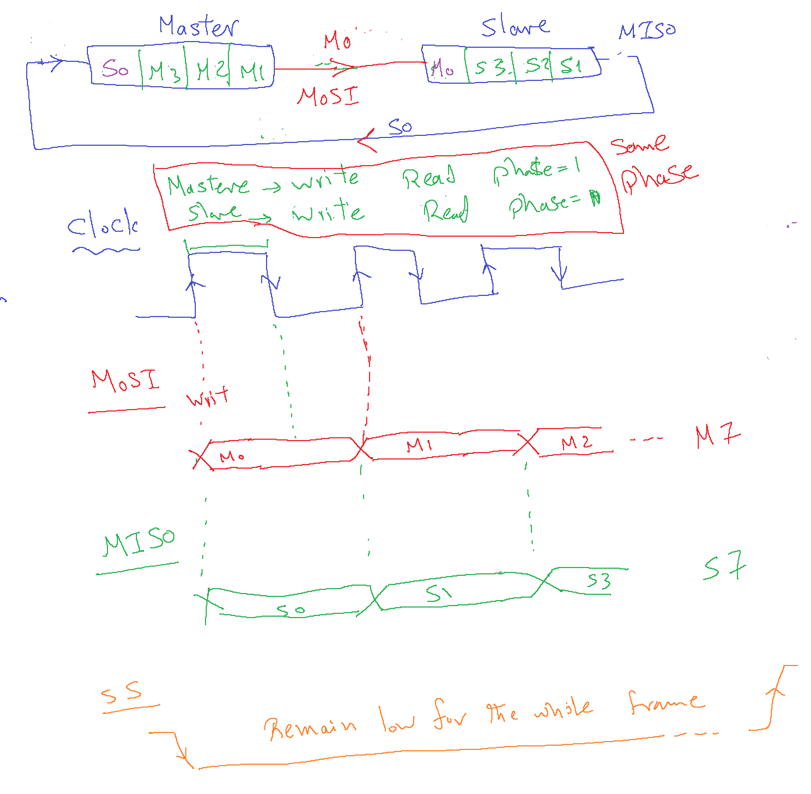 Master Slave
Mo MISo
So M3 M2 M1 Mo S3. S2 S1
MoSI
So
Same
phase
Mastere → write Read phase=1
Slave → write Read phase=
Clock
MoSI
writ
Mo M1 M2 --- M7
MISO
So S1 S3 S7
SS
Remain low for the whole frame